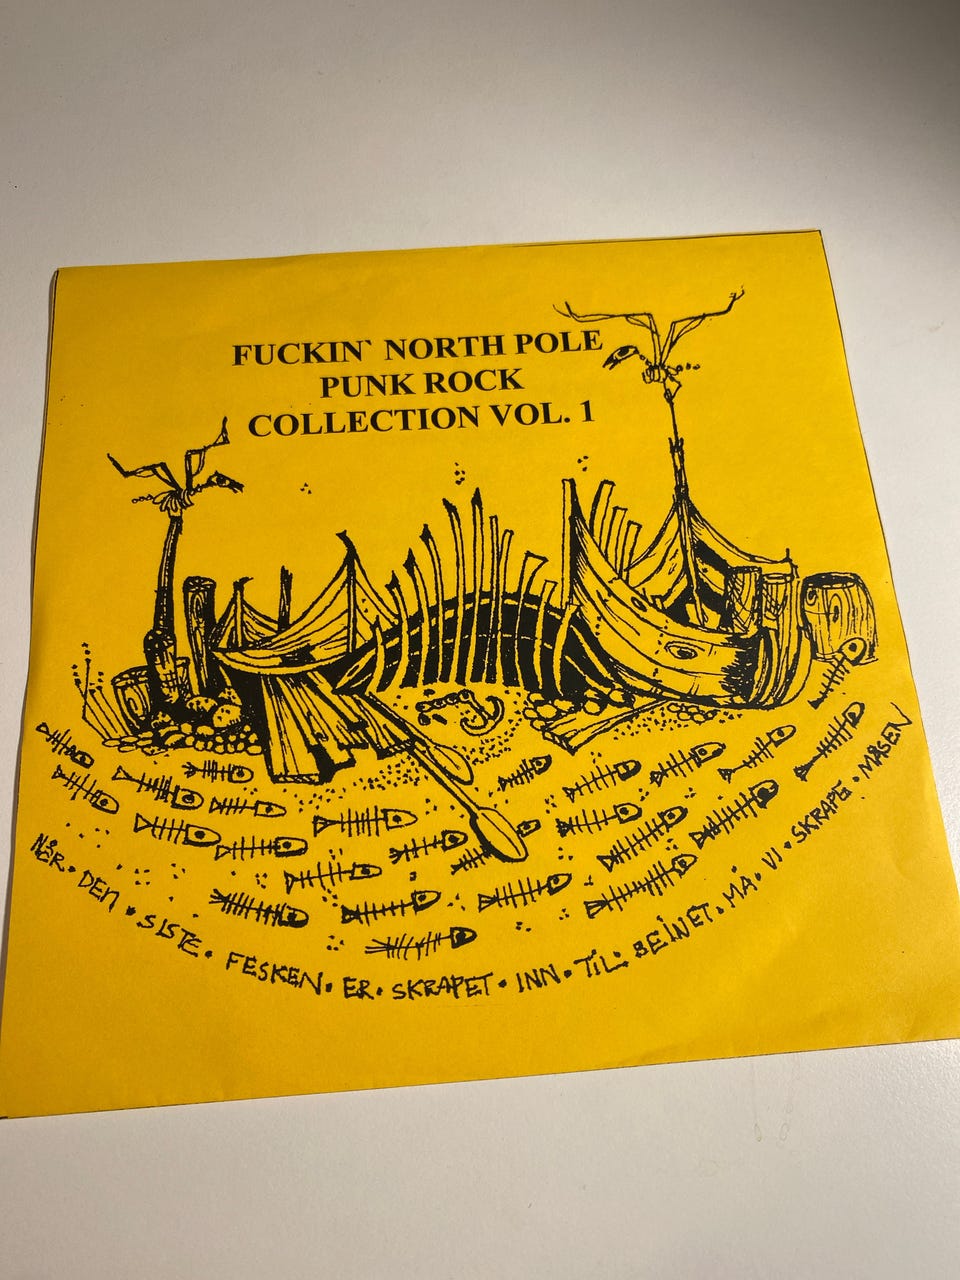 FUCKIN` NORTH POLE
PUNK ROCK
COLLECTION VOL. 1
NÅR • DEN • SISTE • FESKEN • ER • SKRAPET • INN • TIL • BEINET • MÅ • VI • SKRAPE • MASEN